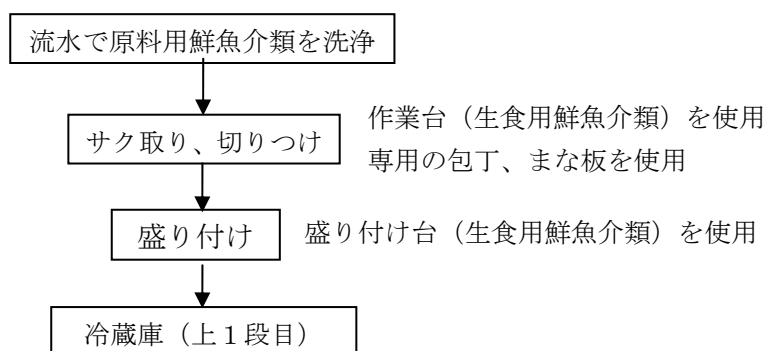 流水で原料用鮮魚介類を洗浄
サク取り、切りつけ
作業台（生食用鮮魚介類）を使用
専用の包丁、まな板を使用
盛り付け
盛り付け台（生食用鮮魚介類）を使用
冷蔵庫（上１段目）